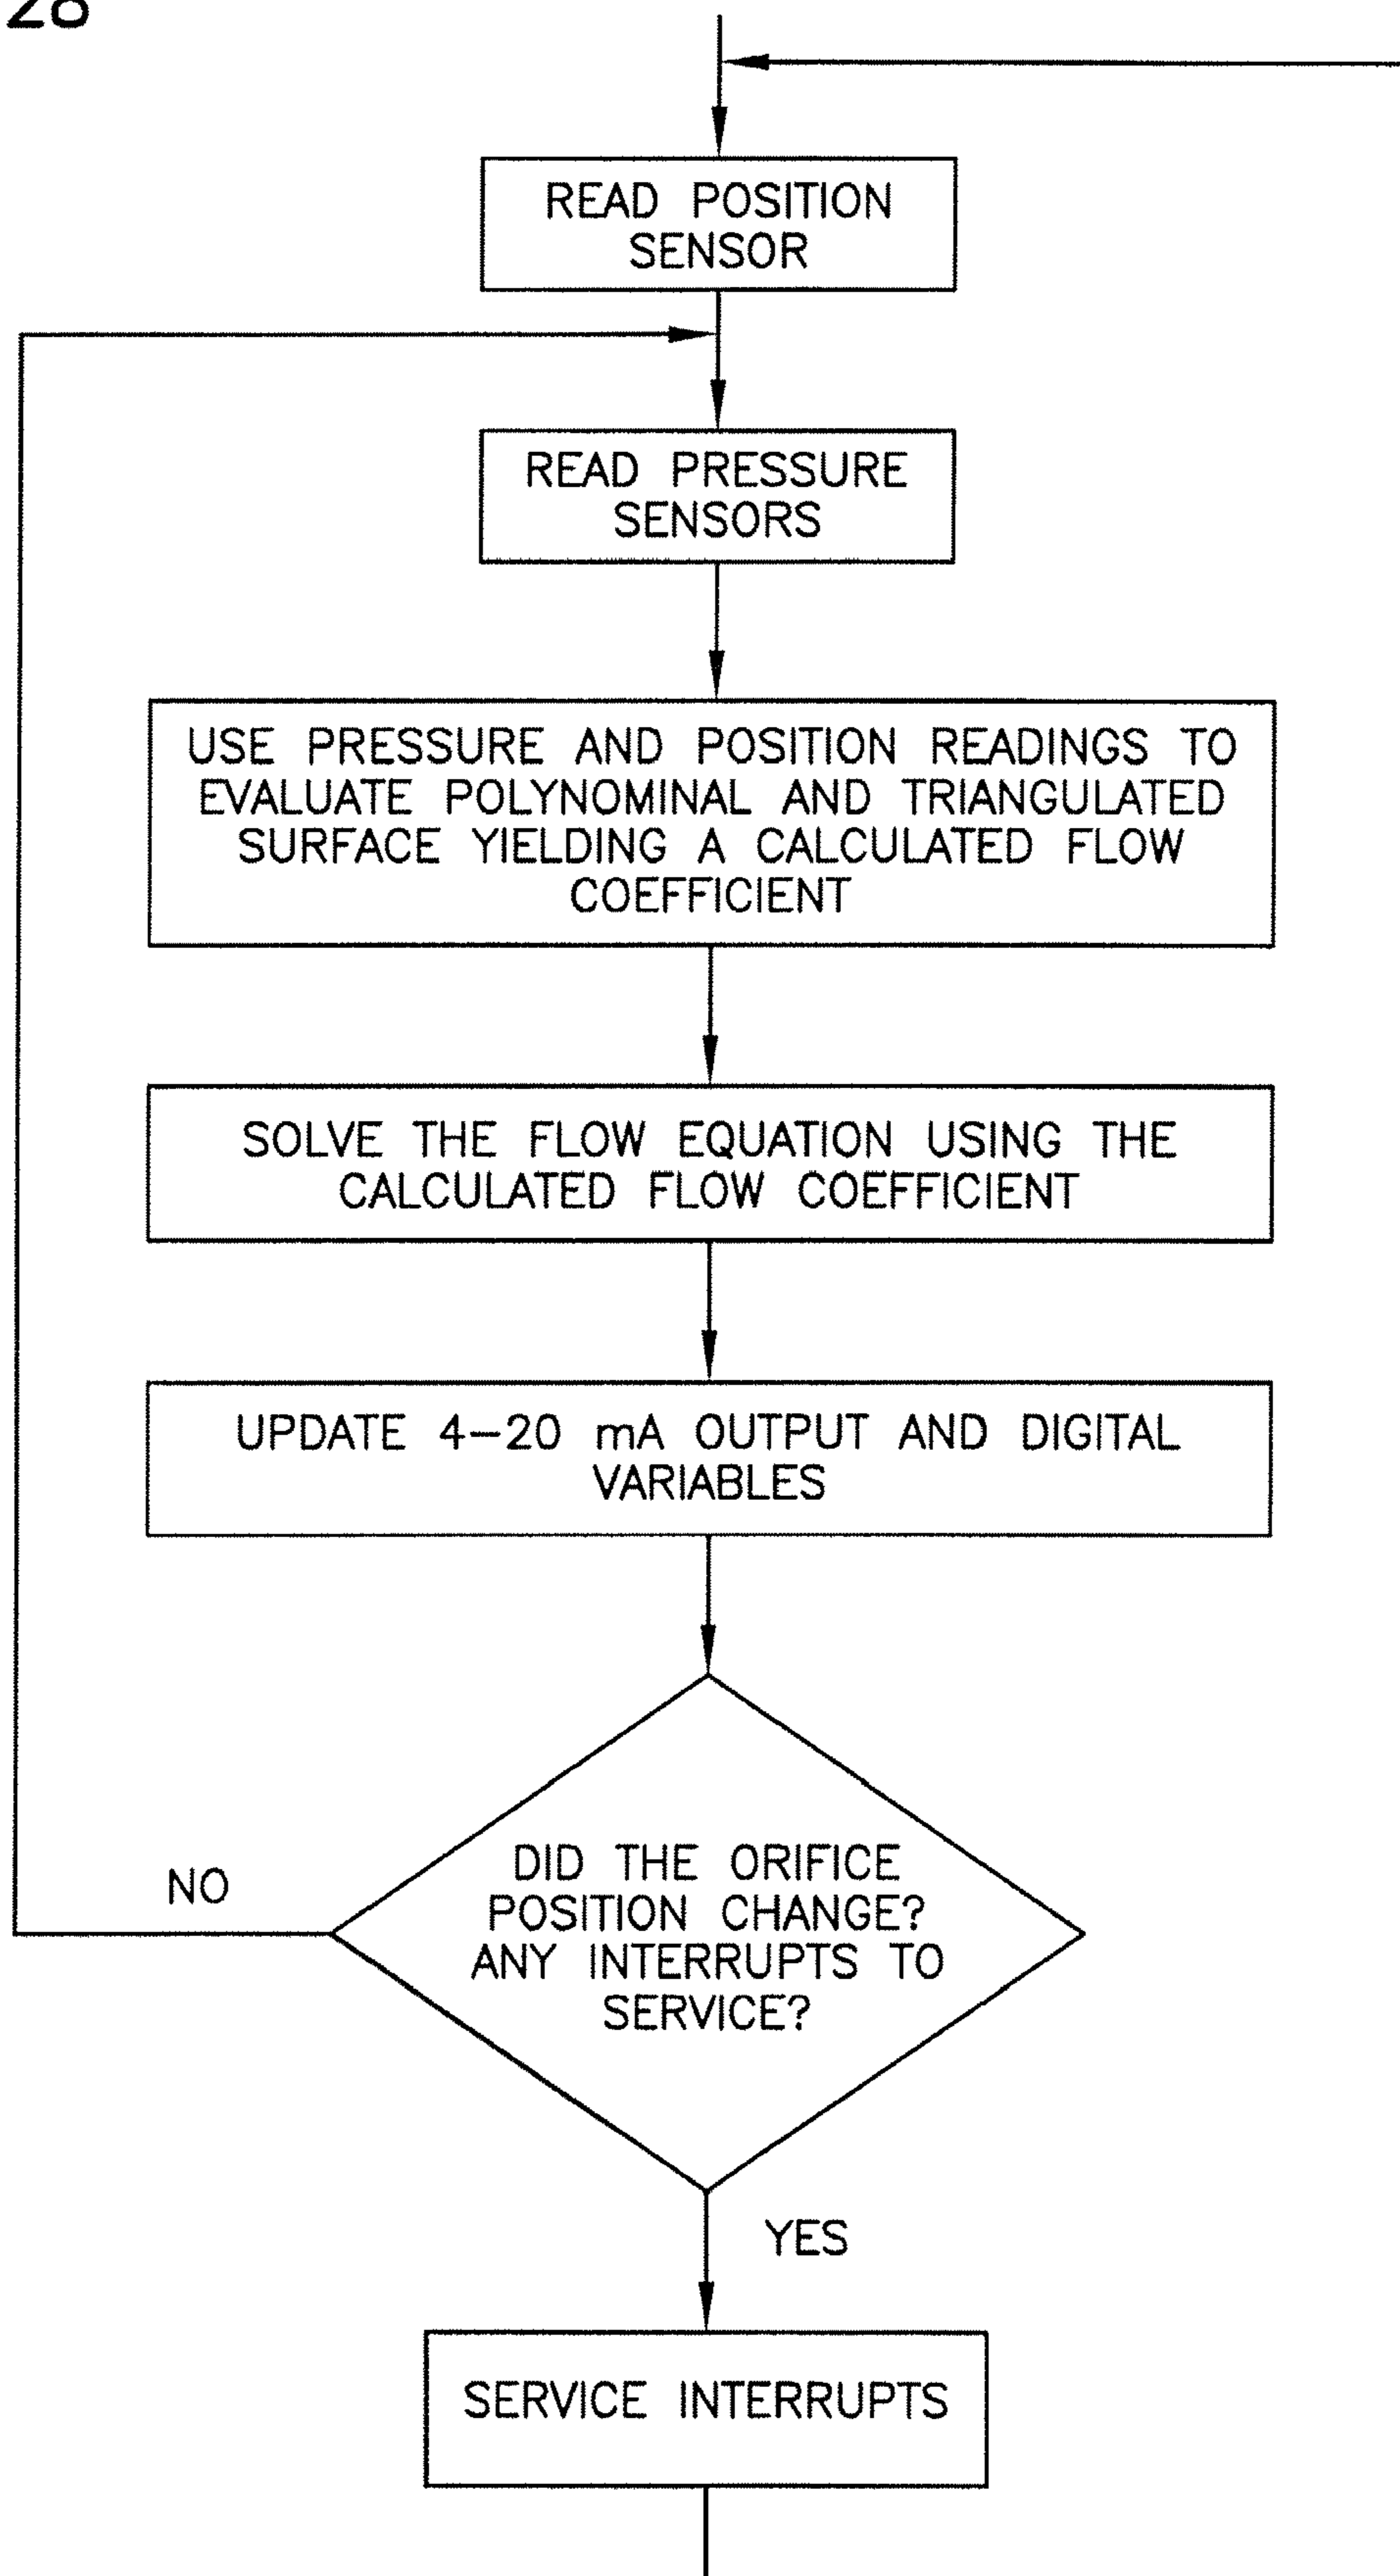 28
READ POSITION
SENSOR
READ PRESSURE
SENSORS
USE PRESSURE AND POSITION READINGS TO
EVALUATE POLYNOMINAL AND TRIANGULATED
SURFACE YIELDING A CALCULATED FLOW
COEFFICIENT
SOLVE THE FLOW EQUATION USING THE
CALCULATED FLOW COEFFICIENT
UPDATE 4-20 mA OUTPUT AND DIGITAL
VARIABLES
DID THE ORIFICE
POSITION CHANGE?
ANY INTERRUPTS TO
SERVICE?
NO
YES
SERVICE INTERRUPTS